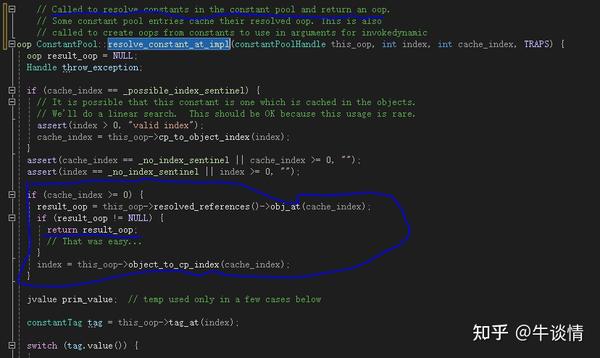 // Called to resolve constants in the constant pool and return an oop.
// Some constant pool entries cache their resolved oop. This is also
// called to create oops from constants to use in arguments for invokedynamic
oop ConstantPool::resolve_constant_at_impl(constantPoolHandle this_oop, int index, int cache_index, TRAPS) {
oop result_oop = NULL;
Handle throw_exception;
if (cache_index == _possible_index_sentinel) {
// It is possible that this constant is one which is cached in the objects.
// We'll do a linear search. This should be OK because this usage is rare.
assert(index > 0, "valid index");
cache_index = this_oop->cp_to_object_index(index);
}
assert(cache_index == _no_index_sentinel || cache_index >= 0, "");
assert(index == _no_index_sentinel || index >= 0, "");
if (cache_index >= 0) {
result_oop = this_oop->resolved_references()->obj_at(cache_index);
if (result_oop != NULL) {
return result_oop;
// That was easy...
}
index = this_oop->object_to_cp_index(cache_index);
}
jvalue prim_value; // temp used only in a few cases below
constantTag tag = this_oop->tag_at(index);
switch (tag.value()) {
知乎 @牛谈情